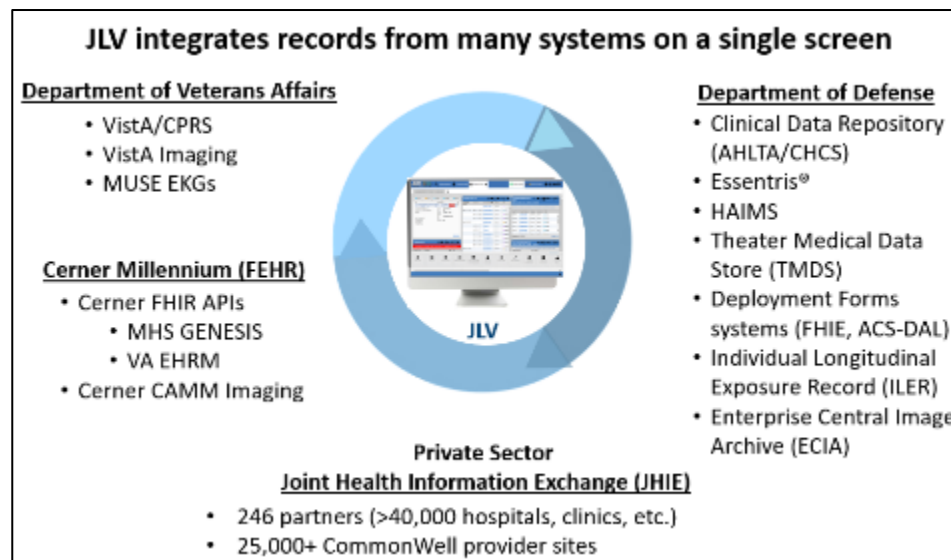 JLV integrates records from many systems on a single screen
Department of Veterans Affairs
• VistA/CPRS
• VistA Imaging
• MUSE EKGs
Cerner Millennium (FEHR)
• Cerner FHIR APIs
• MHS GENESIS
• VA EHRM
• Cerner CAMM Imaging
JLV
Department of Defense
• Clinical Data Repository
(AHLTA/CHCS)
• Essentris®
• HAIMS
• Theater Medical Data
Store (TMDS)
• Deployment Forms
systems (FHIE, ACS-DAL)
• Individual Longitudinal
Exposure Record (ILER)
• Enterprise Central Image
Archive (ECIA)
Private Sector
Joint Health Information Exchange (JHIE)
• 246 partners (>40,000 hospitals, clinics, etc.)
• 25,000+ CommonWell provider sites